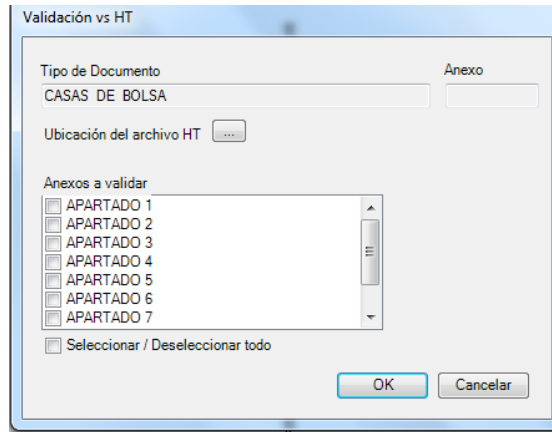 Validación vs HT
Tipo de Documento Anexo
CASAS DE BOLSA
Ubicación del archivo HT ...
Anexos a validar
APARTADO 1
APARTADO 2
APARTADO 3
APARTADO 4
APARTADO 5
APARTADO 6
APARTADO 7
Seleccionar / Deseleccionar todo
OK Cancelar